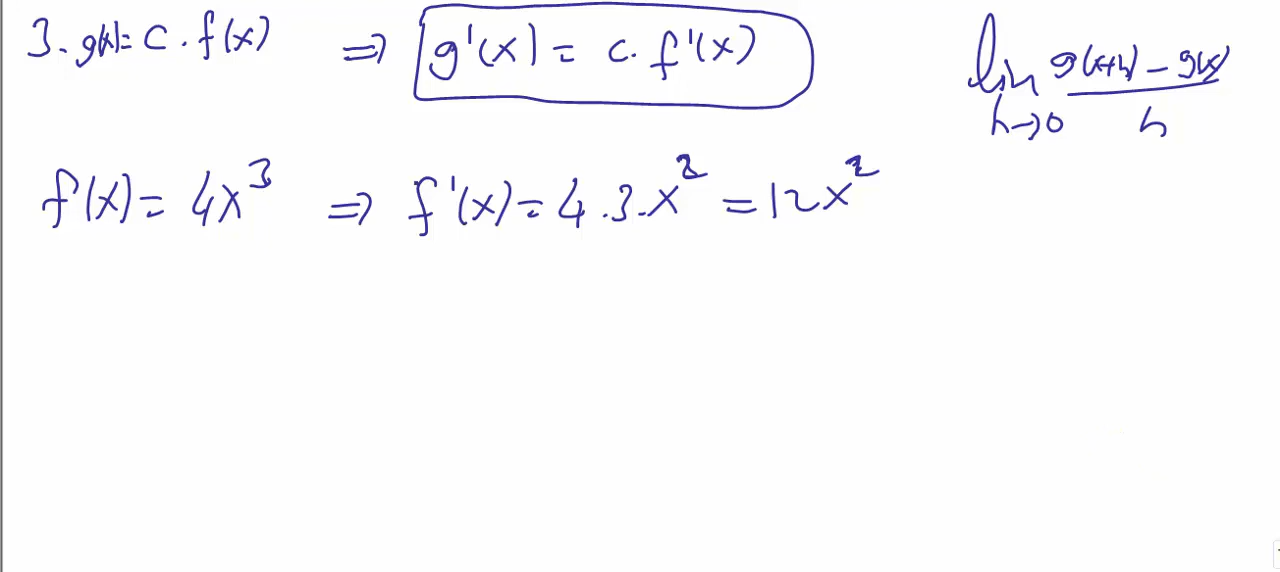 3. g(x) = c . f(x) ⇒ g'(x) = c. f'(x)
lim h→0 g(x+h) – g(x) / h
f(x) = 4x³ ⇒ f'(x) = 4 . 3 . x² = 12x²